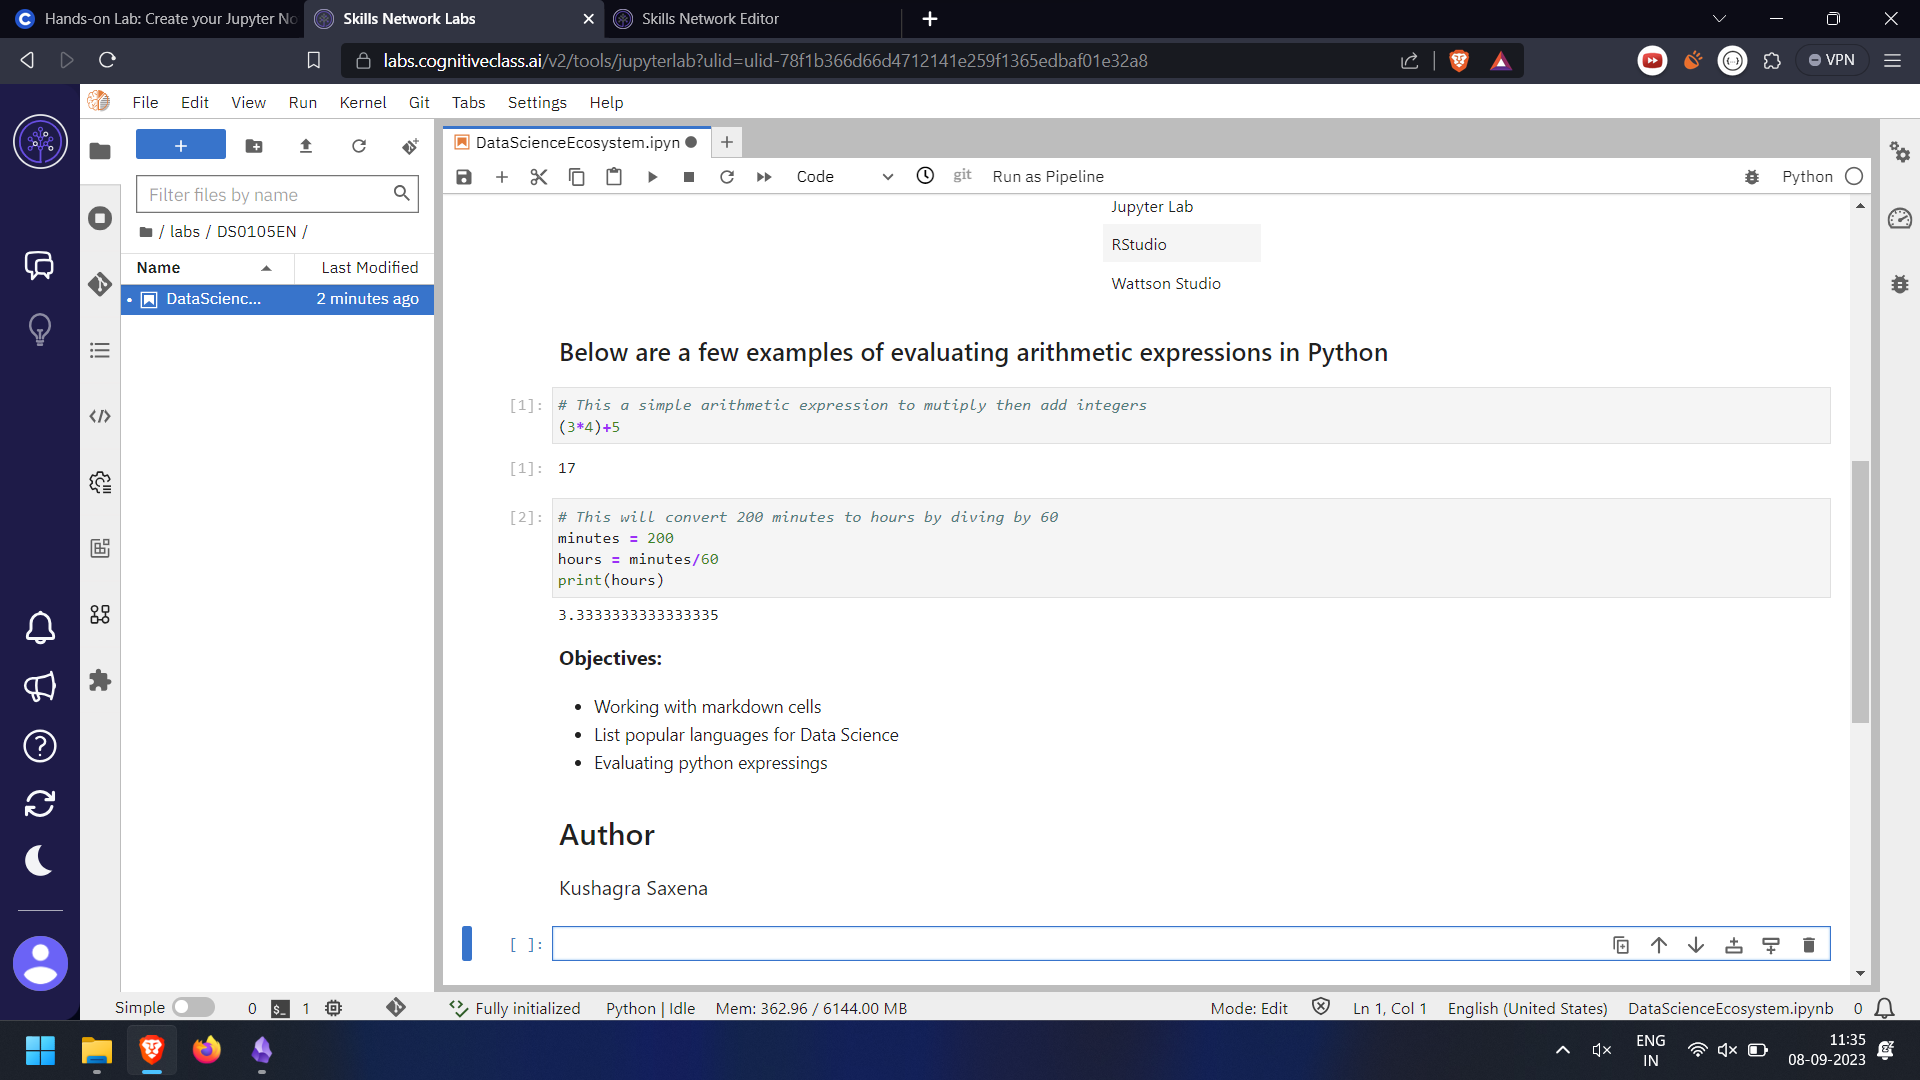 Hands-on Lab: Create your Jupyter No
Skills Network Labs
Skills Network Editor
labs.cognitiveclass.ai/v2/tools/jupyterlab?ulid=ulid-78f1b366d66d4712141e259f1365edbaf01e32a8
VPN
File Edit View Run Kernel Git Tabs Settings Help
DataScienceEcosystem.ipyn
Filter files by name
/ labs / DS0105EN /
Name Last Modified
DataScienc... 2 minutes ago
Code git Run as Pipeline Python
Jupyter Lab
RStudio
Wattson Studio
Below are a few examples of evaluating arithmetic expressions in Python
[1]: # This a simple arithmetic expression to mutiply then add integers
(3*4)+5
[1]: 17
[2]: # This will convert 200 minutes to hours by diving by 60
minutes = 200
hours = minutes/60
print(hours)
3.3333333333333335
Objectives:
• Working with markdown cells
• List popular languages for Data Science
• Evaluating python expressings
Author
Kushagra Saxena
[ ]:
Simple 0 1 Fully initialized Python | Idle Mem: 362.96 / 6144.00 MB Mode: Edit Ln 1, Col 1 English (United States) DataScienceEcosystem.ipynb 0
ENG
IN
11:35
08-09-2023